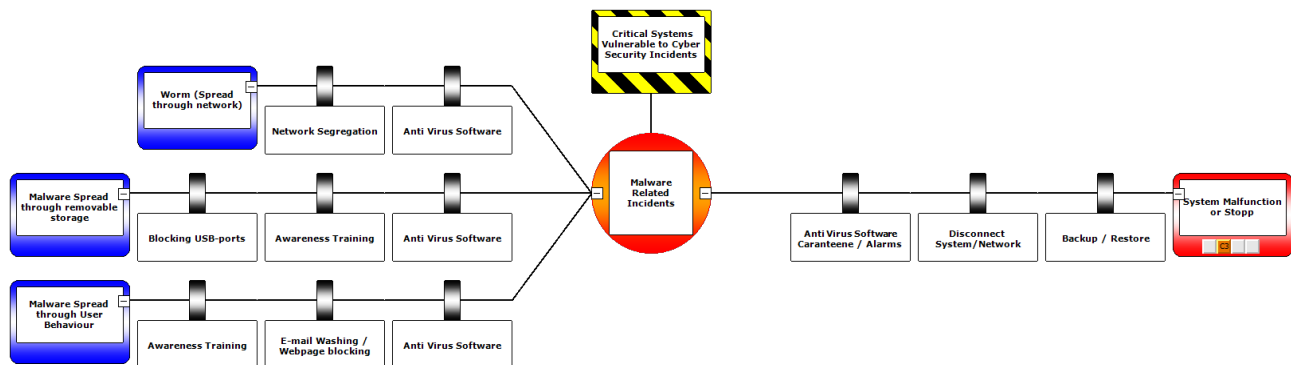 Critical Systems
Vulnerable to Cyber
Security Incidents
Worm (Spread
through network)
Network Segregation
Anti Virus Software
Malware Spread
through removable
storage
Blocking USB-ports
Awareness Training
Anti Virus Software
Malware
Related
Incidents
Anti Virus Software
Caranteene / Alarms
Disconnect
System/Network
Backup / Restore
System Malfunction
or Stopp
C3
Malware Spread
through User
Behaviour
Awareness Training
E-mail Washing /
Webpage blocking
Anti Virus Software